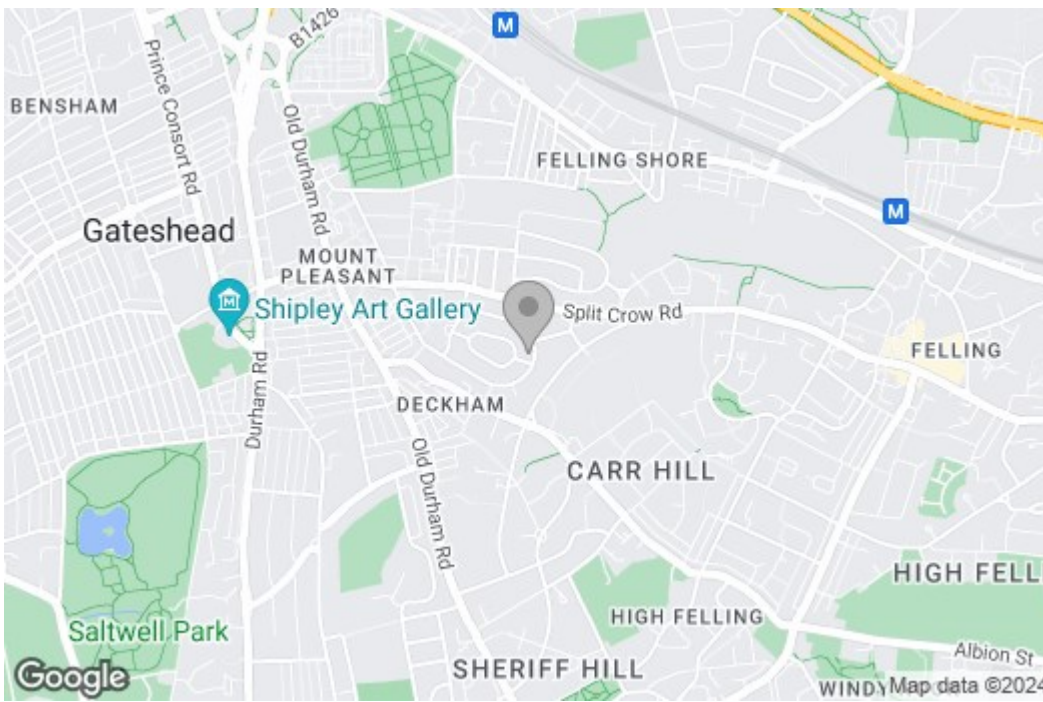 B1426
Prince Consort Rd
BENSHAM
Old Durham Rd
FELLING SHORE
Gateshead
MOUNT
PLEASANT
Shipley Art Gallery
Split Crow Rd
FELLING
Durham Rd
DECKHAM
Old Durham Rd
CARR HILL
HIGH FELL
HIGH FELLING
Saltwell Park
Albion St
SHERIFF HILL
Google
WINDY
Map data ©2024